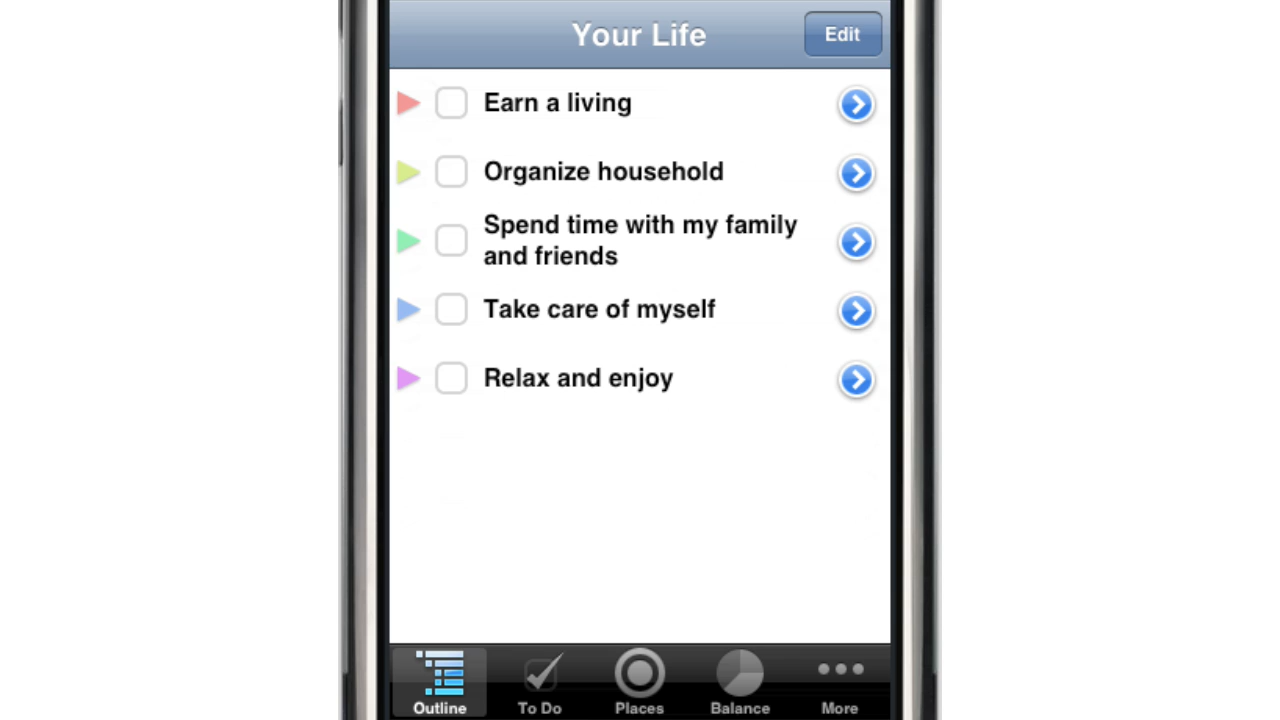 Your Life
Edit
Earn a living
Organize household
Spend time with my family
and friends
Take care of myself
Relax and enjoy
Outline
To Do
Places
Balance
More